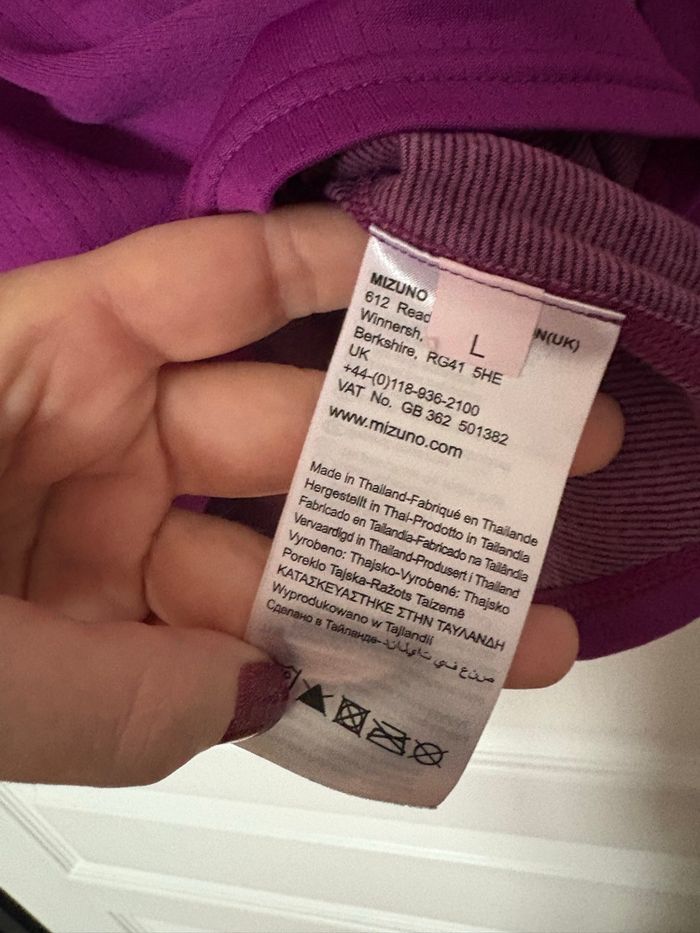 MIZUNO N(UK)
612 Read
Winnersh,
L
Berkshire, RG41 5HE
UK
+44-(0)118-936-2100
VAT No. GB 362 501382
www.mizuno.com
Made in Thailand-Fabriqué en Thailande
Hergestellt in Thai-Prodotto in Tailandia
Fabricado en Tailandia-Fabricado na Tailândia
Vervaardigd in Thailand-Produsert i Thailand
Vyrobeno: Thajsko-Vyrobené: Thajsko
Poreklo Tajska-Ražots Taizemē
ΚΑΤΑΣΚΕΥΑΣΤΗΚΕ ΣΤΗΝ ΤΑΥΛΑΝΔΗ
Wyprodukowano w Tajlandii
Сделано в Таиланде-صنع في تايلاند